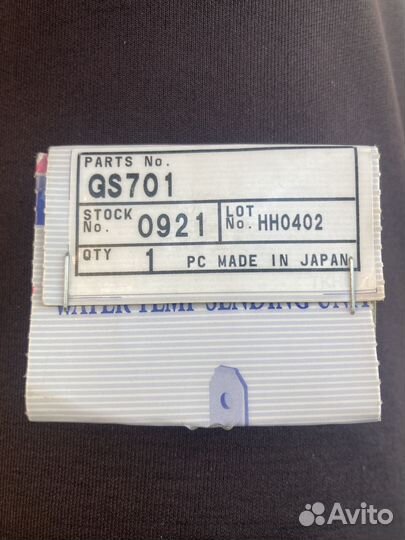 PARTS No.
GS701
STOCK No. 0921 LOT No. HH0402
QTY 1 PC MADE IN JAPAN
WATER TEMP SENDING UNIT
Avito